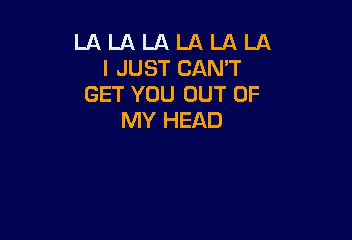 LA LA LA LA LA LA
I JUST CAN'T
GET YOU OUT OF
MY HEAD